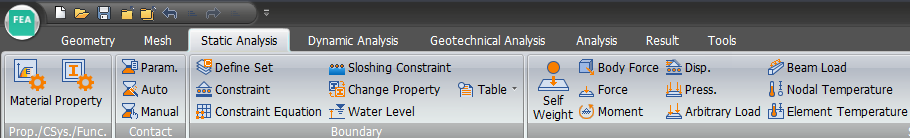 FEA
Geometry Mesh Static Analysis Dynamic Analysis Geotechnical Analysis Analysis Result Tools
Material Property
Prop./CSys./Func.
Param.
Auto
Manual
Contact
Define Set
Constraint
Constraint Equation
Sloshing Constraint
Change Property
Water Level
Table
Boundary
Self
Weight
Body Force
Force
Moment
Disp.
Press.
Arbitrary Load
Beam Load
Nodal Temperature
Element Temperature